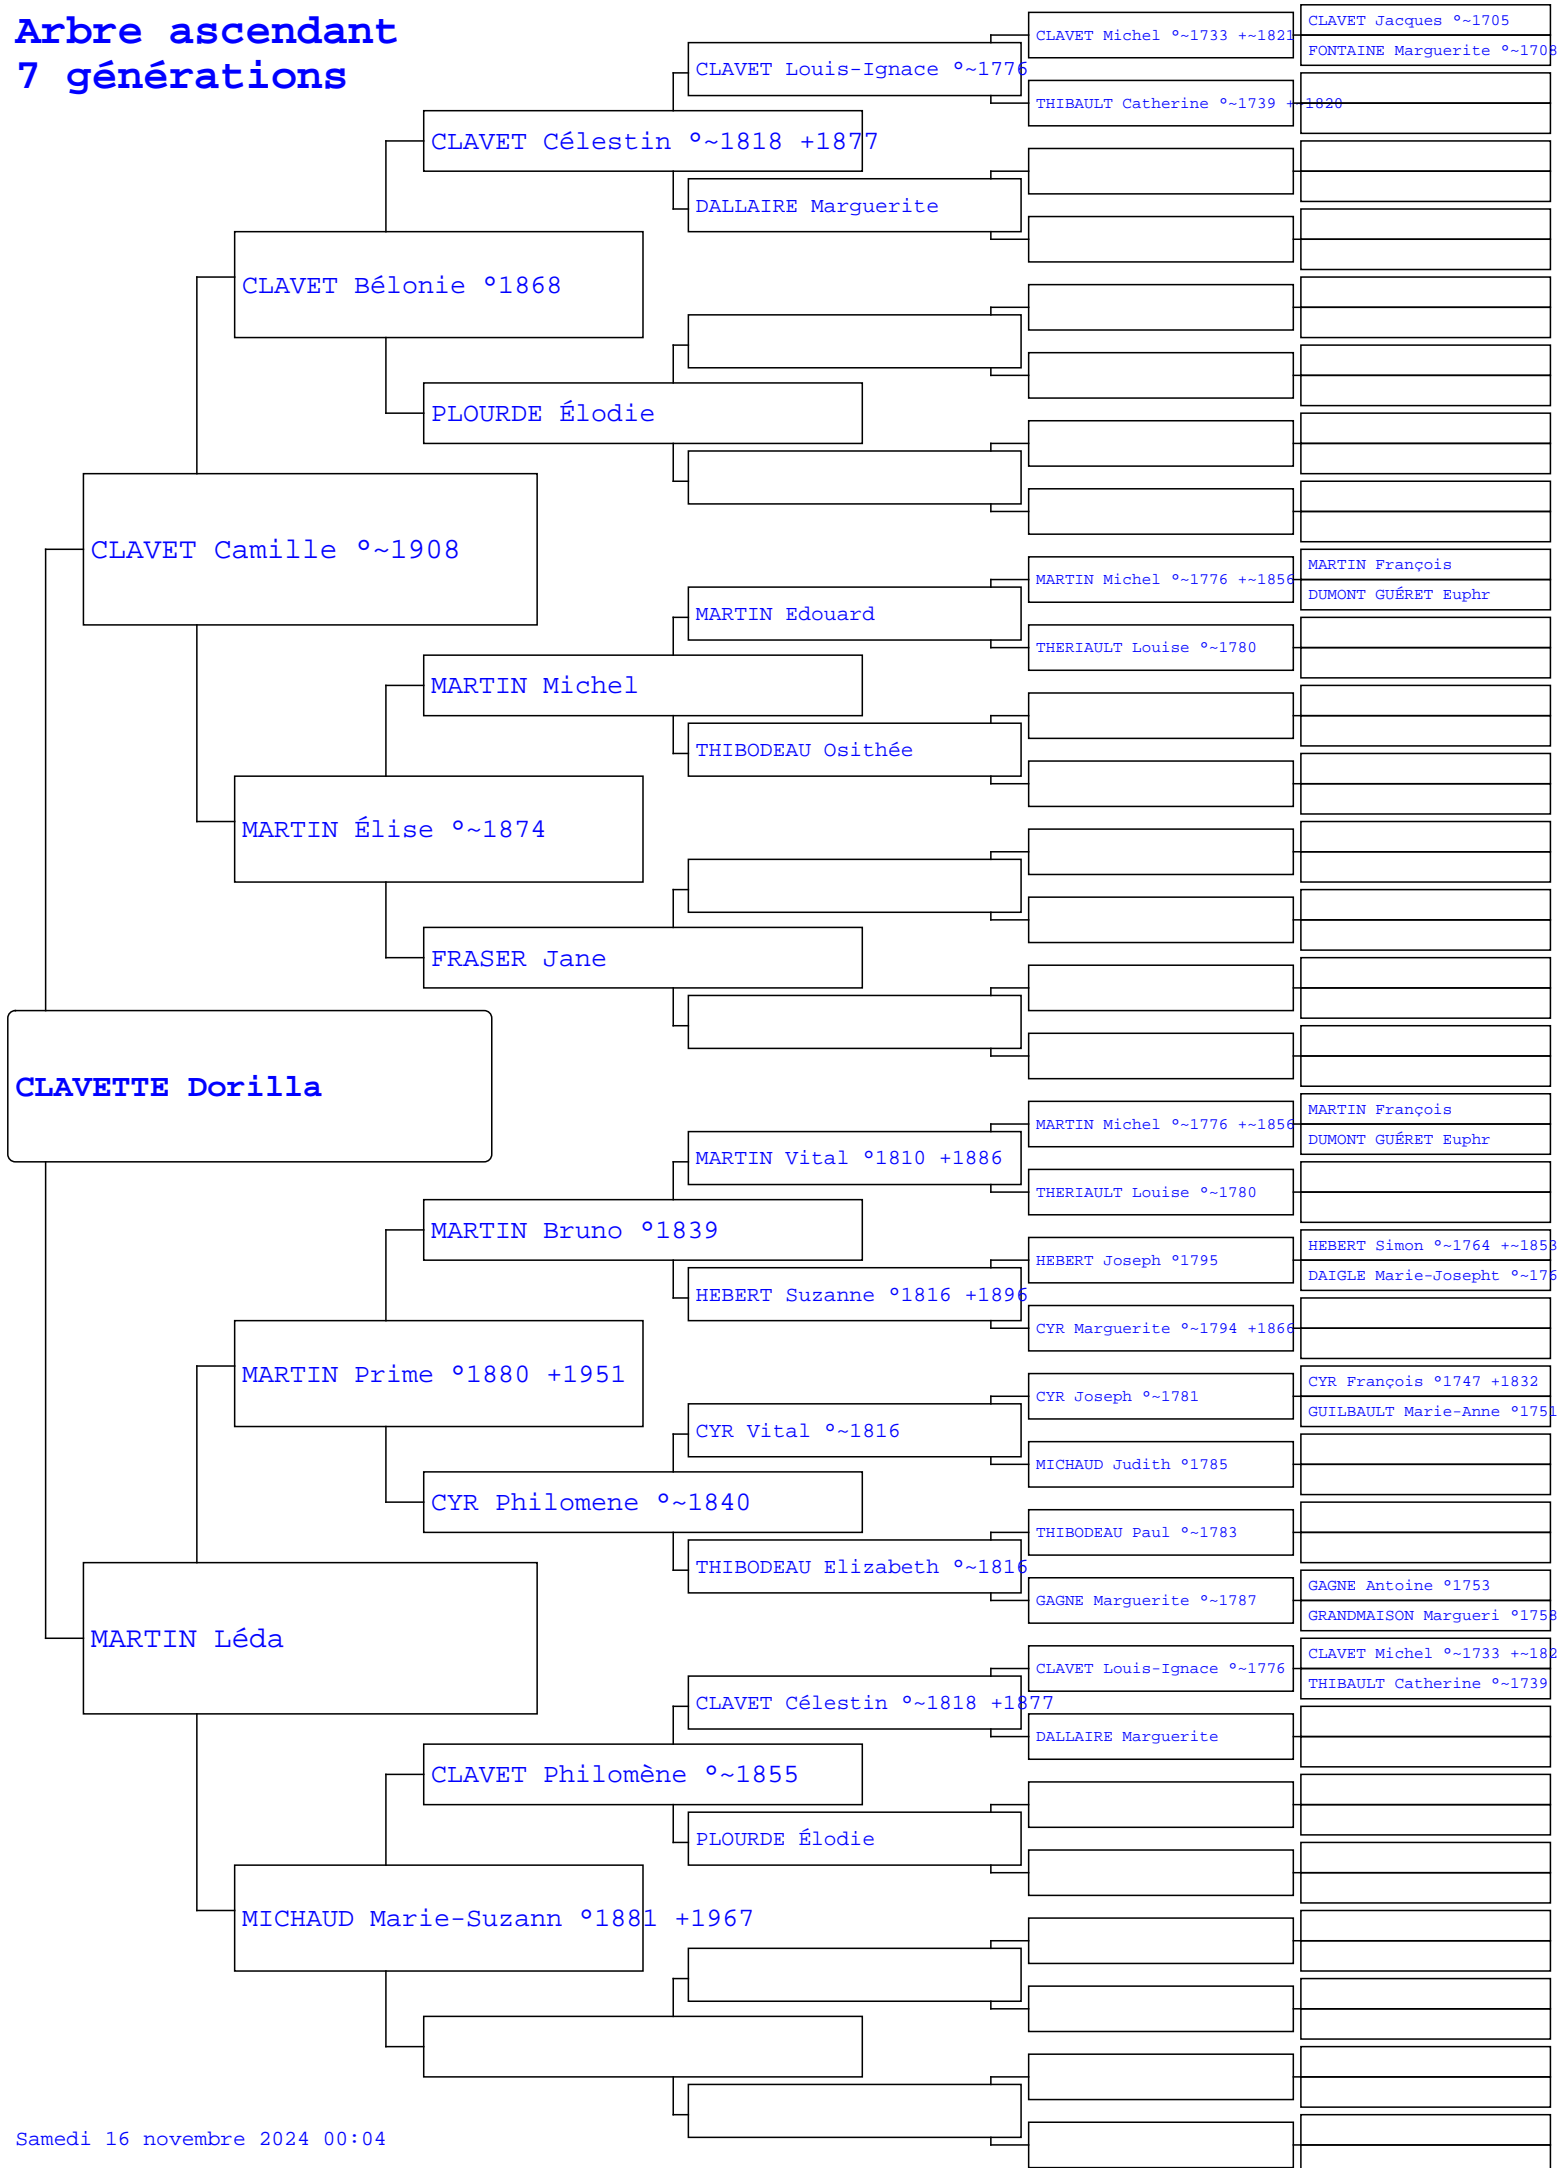 Arbre ascendant
7 générations
CLAVET Jacques °~1705
CLAVET Michel °~1733 +~1821
FONTAINE Marguerite °~1708
CLAVET Louis-Ignace °~1776
THIBAULT Catherine °~1739 +~1820
CLAVET Célestin °~1818 +1877
DALLAIRE Marguerite
CLAVET Bélonie °1868
PLOURDE Élodie
CLAVET Camille °~1908
MARTIN François
MARTIN Michel °~1776 +~1856
DUMONT GUÉRET Euphr
MARTIN Edouard
THERIAULT Louise °~1780
MARTIN Michel
THIBODEAU Osithée
MARTIN Élise °~1874
FRASER Jane
CLAVETTE Dorilla
MARTIN François
MARTIN Michel °~1776 +~1856
DUMONT GUÉRET Euphr
MARTIN Vital °1810 +1886
THERIAULT Louise °~1780
MARTIN Bruno °1839
HEBERT Simon °~1764 +~1853
HEBERT Joseph °1795
DAIGLE Marie-Josepht °~176
HEBERT Suzanne °1816 +1896
CYR Marguerite °~1794 +1866
MARTIN Prime °1880 +1951
CYR François °1747 +1832
CYR Joseph °~1781
GUILBAULT Marie-Anne °1751
CYR Vital °~1816
MICHAUD Judith °1785
CYR Philomene °~1840
THIBODEAU Paul °~1783
THIBODEAU Elizabeth °~1816
GAGNE Antoine °1753
GAGNE Marguerite °~1787
GRANDMAISON Margueri °1758
MARTIN Léda
CLAVET Michel °~1733 +~182
CLAVET Louis-Ignace °~1776
THIBAULT Catherine °~1739
CLAVET Célestin °~1818 +1877
DALLAIRE Marguerite
CLAVET Philomène °~1855
PLOURDE Élodie
MICHAUD Marie-Suzann °1881 +1967
Samedi 16 novembre 2024 00:04